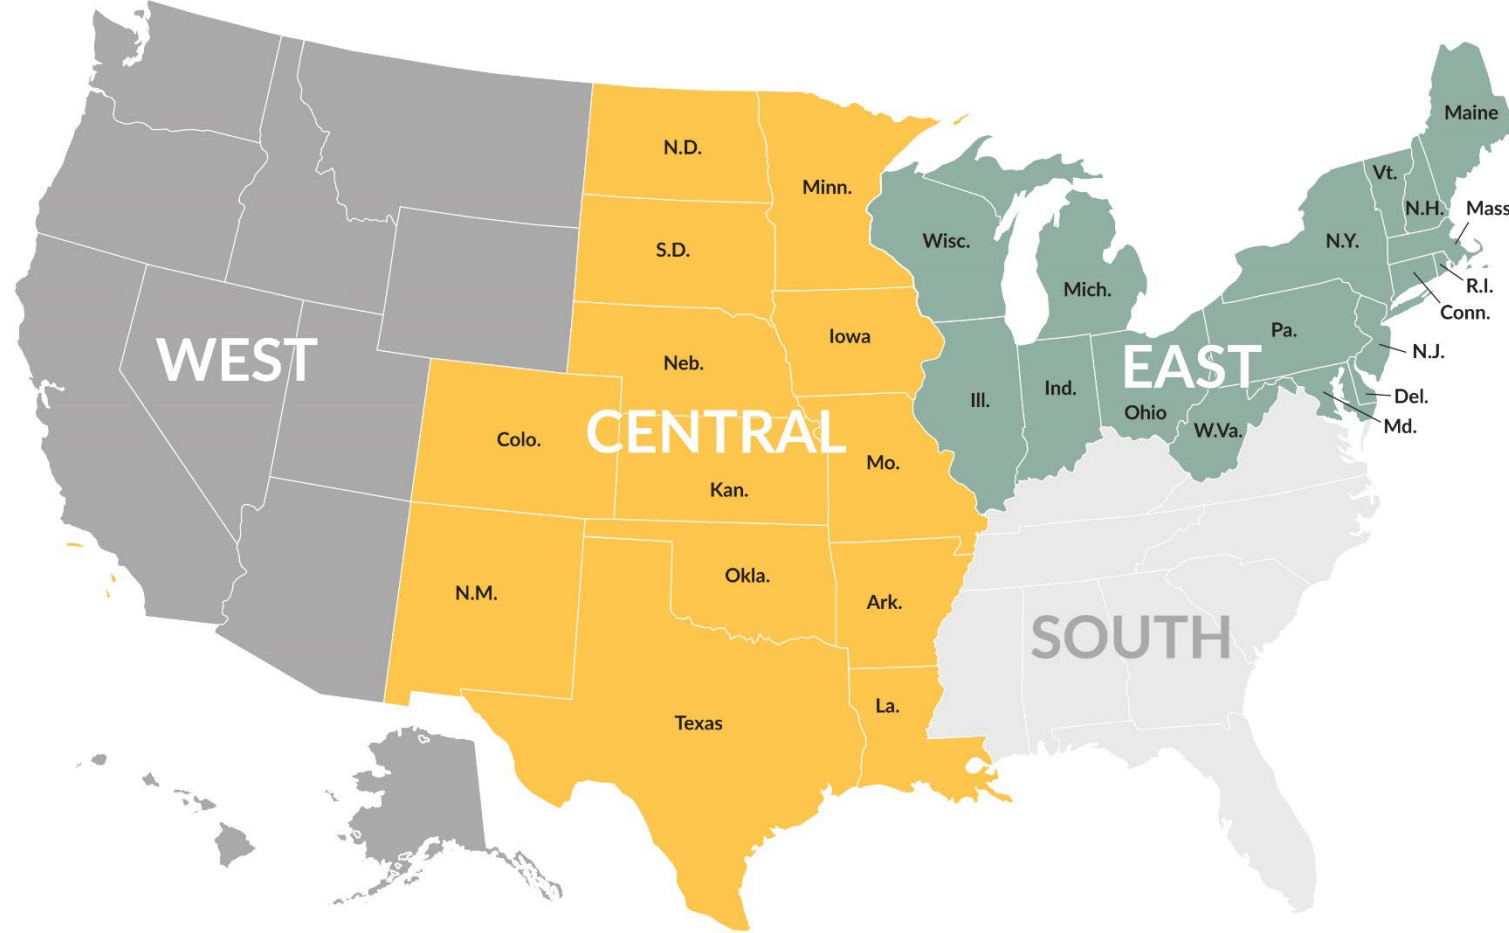 Maine
N.D.
Vt.
Minn.
N.H.
Mass
Wisc.
N.Y.
S.D.
R.I.
Mich.
Conn.
Pa.
Iowa
N.J.
WEST
EAST
Neb.
Ind.
Del.
Ill.
Ohio
Md.
CENTRAL
W.Va.
Colo.
Mo.
Kan.
Okla.
N.M.
Ark.
SOUTH
La.
Texas